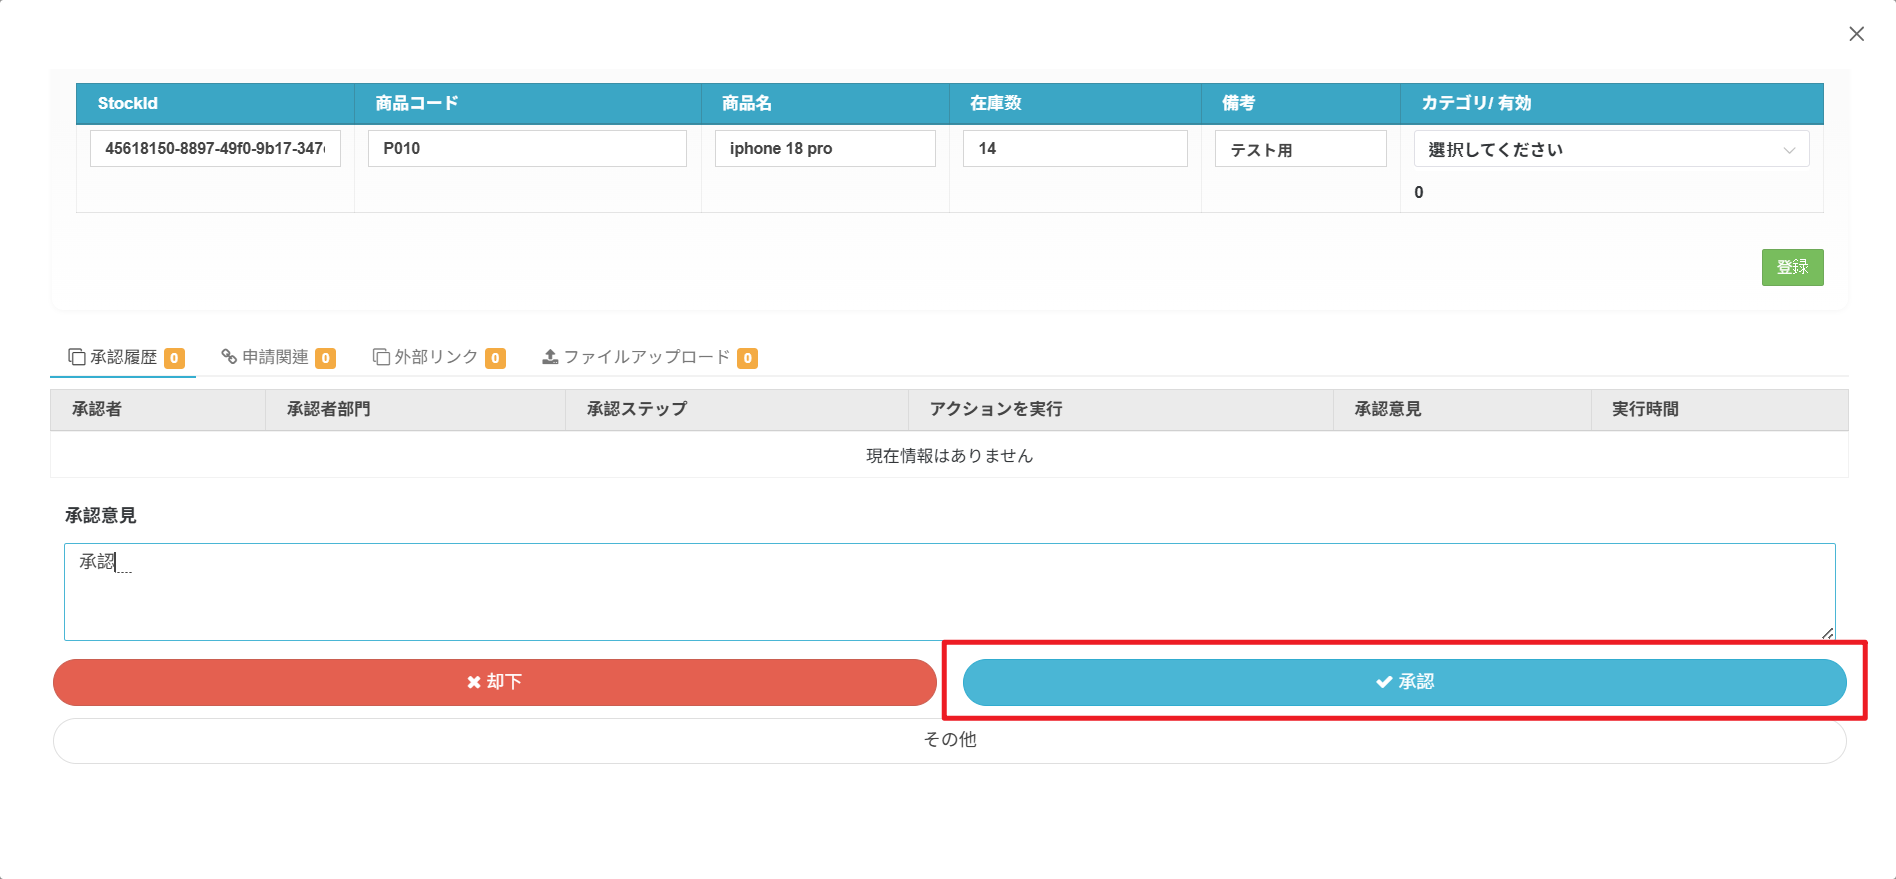 StockId 商品コード 商品名 在庫数 備考 カテゴリ/ 有効
45618150-8897-49f0-9b17-347 P010 iphone 18 pro 14 テスト用 選択してください
0
登録
承認履歴 0 申請関連 0 外部リンク 0 ファイルアップロード 0
承認者 承認者部門 承認ステップ アクションを実行 承認意見 実行時間
現在情報はありません
承認意見
承認
却下 承認
その他